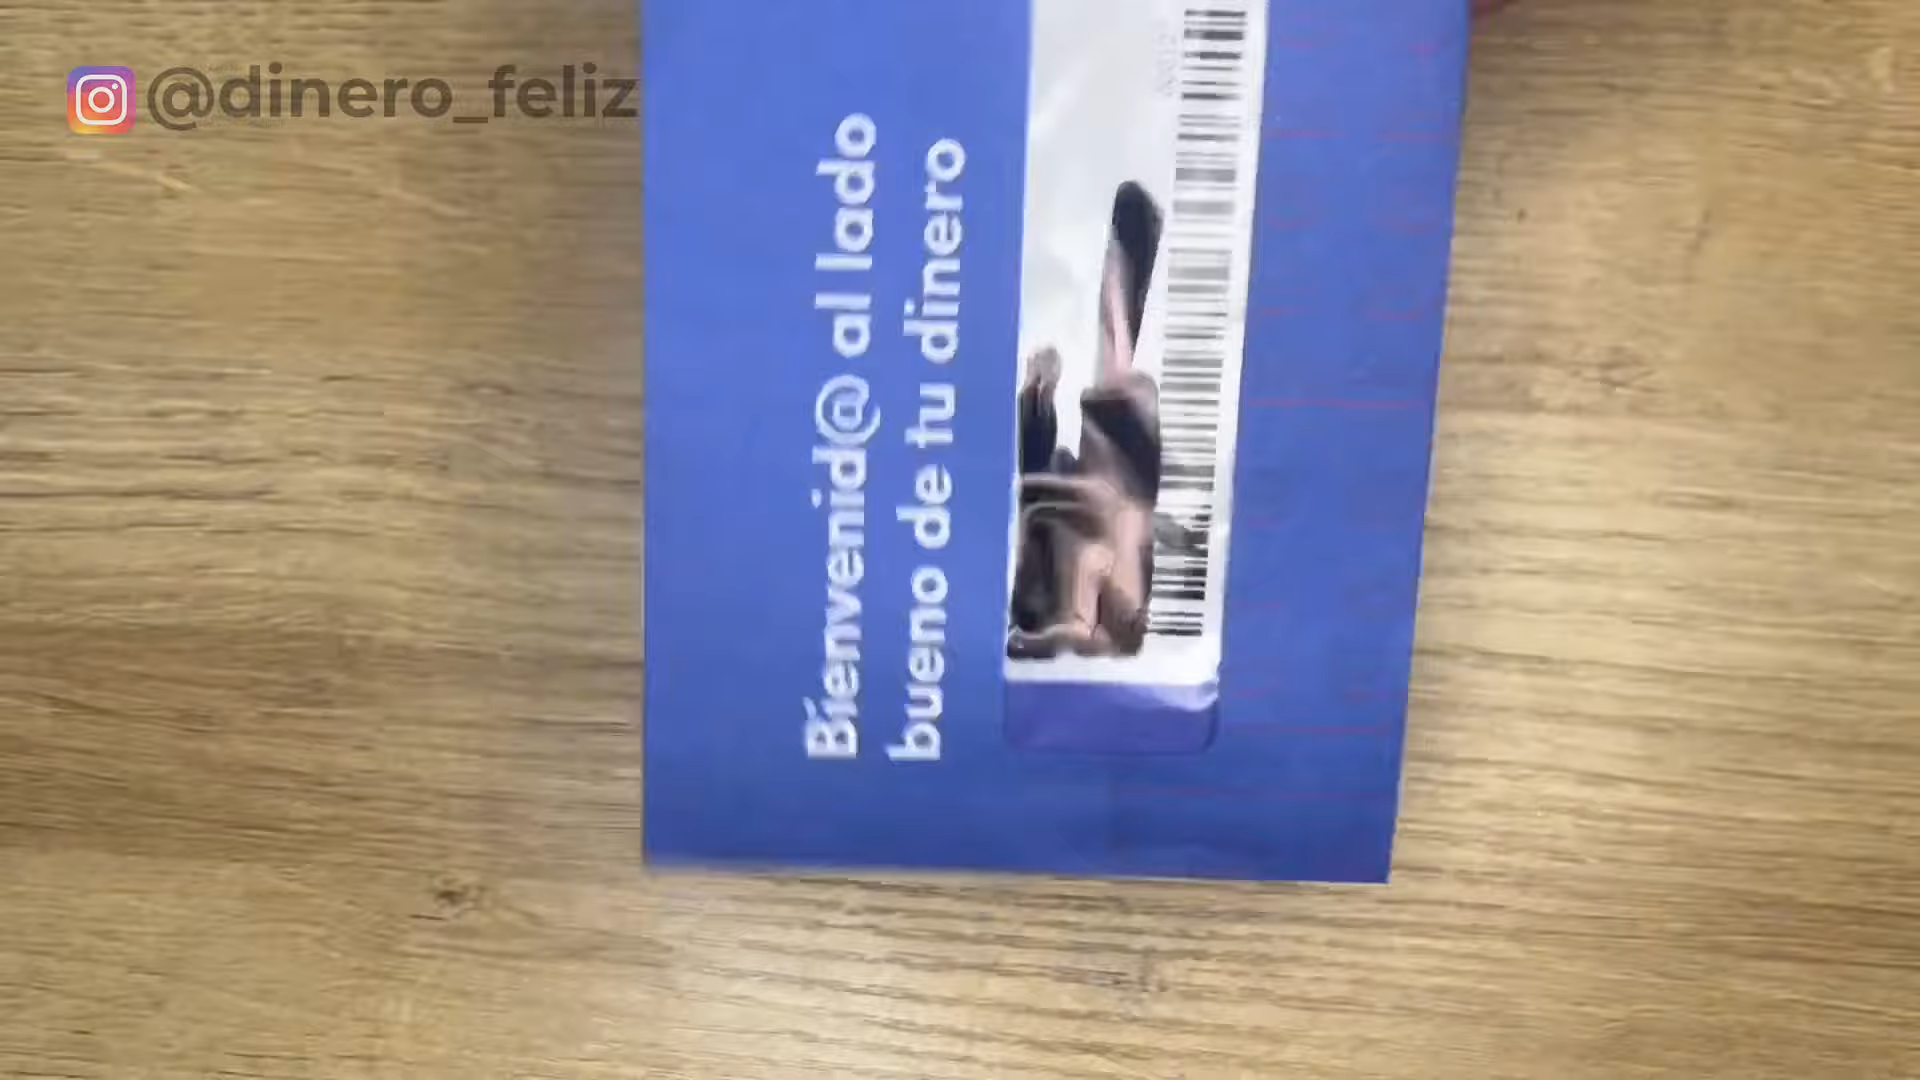 @dinero_feliz
Bienvenid@ al lado
bueno de tu dinero